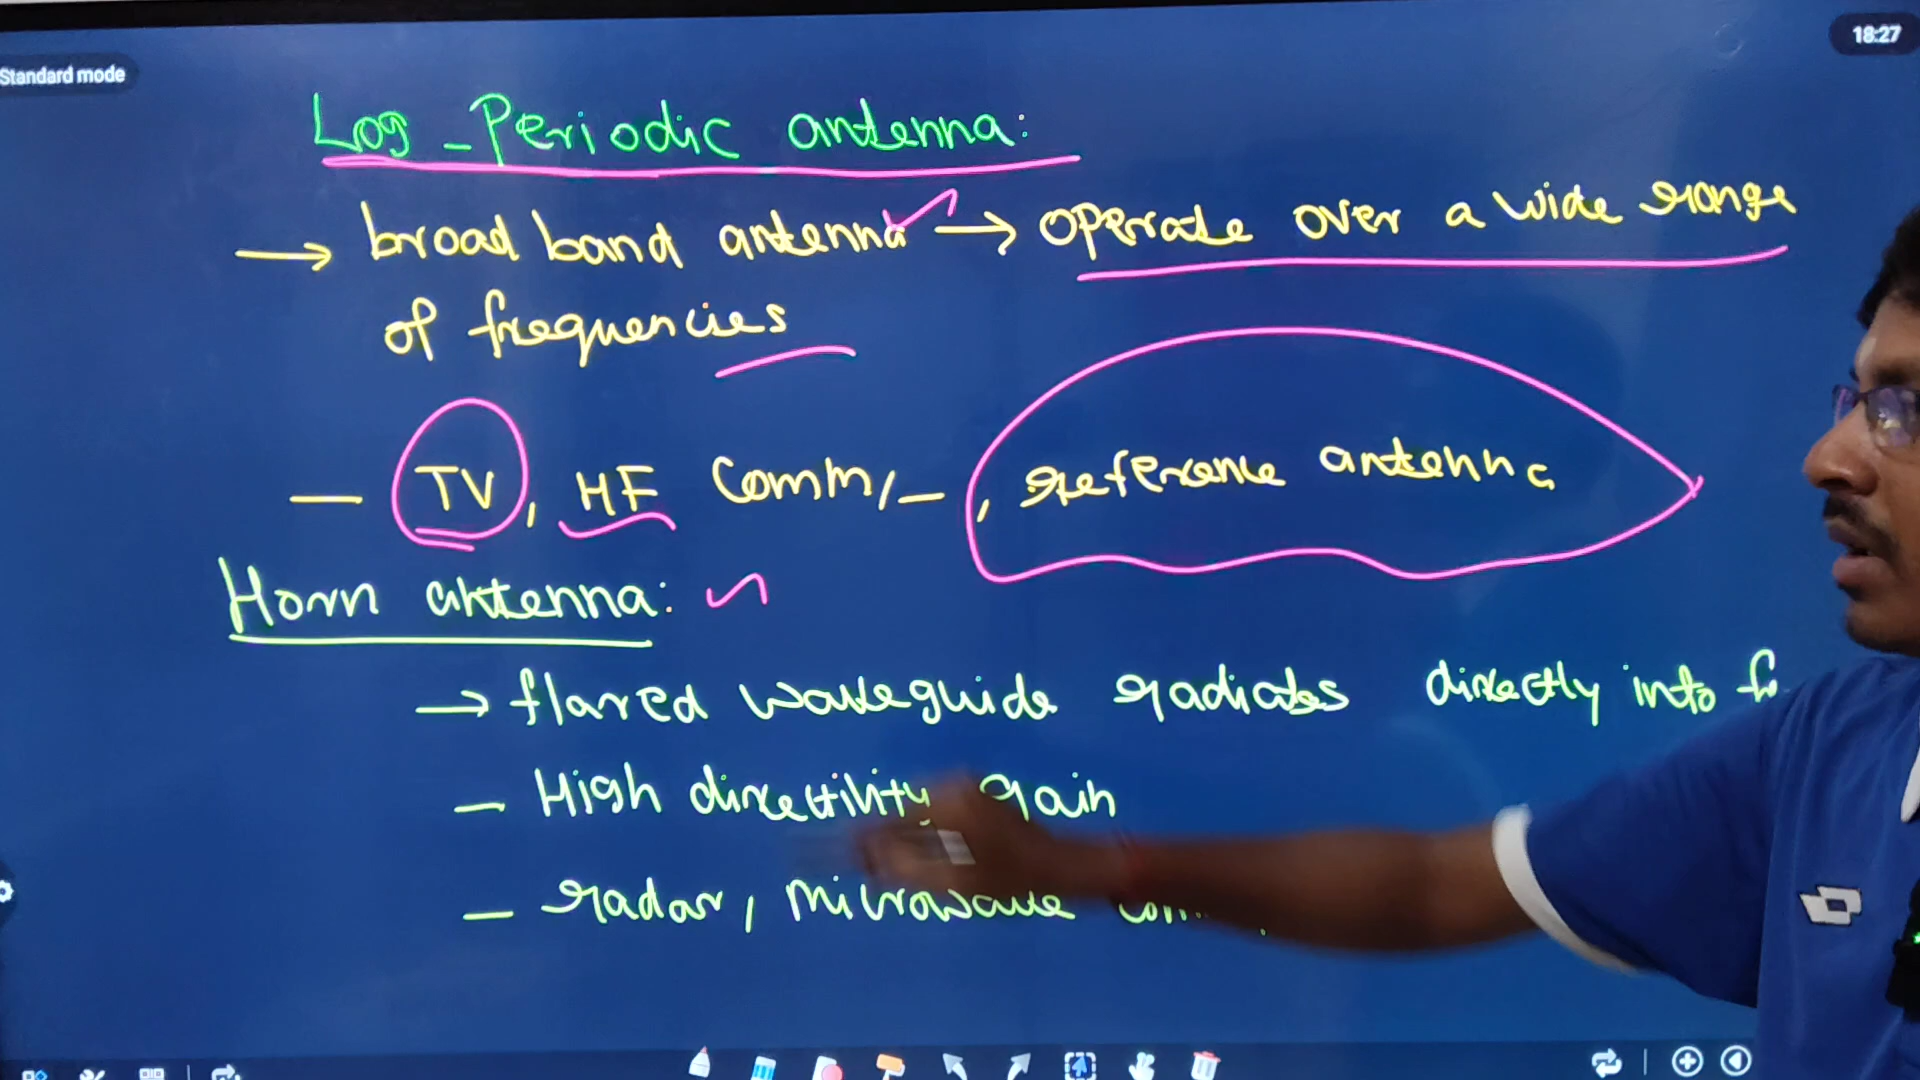 18:27
Standard mode
Log-Periodic antenna:
→ broad band antenna → operate over a wide range
of frequencies
- TV, HF Comm/-, reference antenna
Horn antenna:
→ flared waveguide radiates directly into
- High directivity gain
- radar, microwave